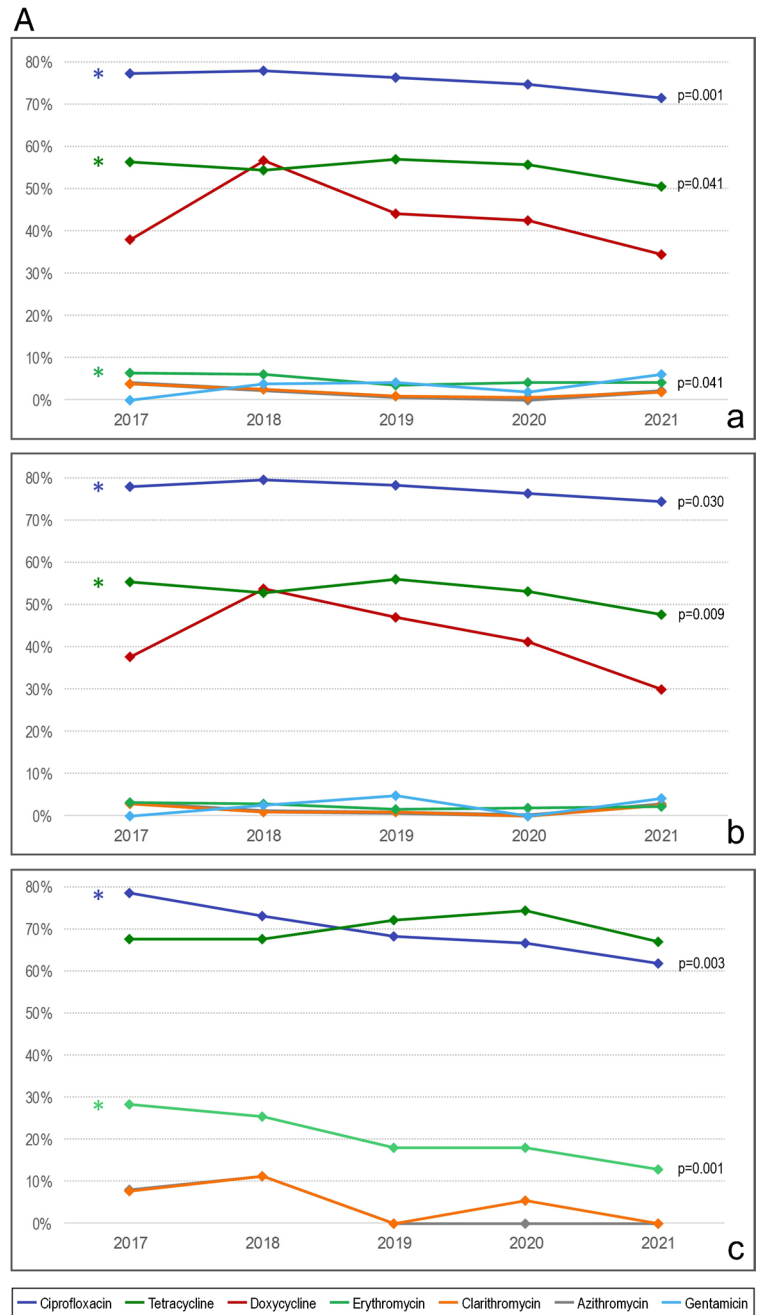 A
80%
* p=0.001
70%
60%
*
50% p=0.041
40%
30%
20%
10%
* p=0.041
0%
2017 2018 2019 2020 2021 a
80%
* p=0.030
70%
60%
*
50% p=0.009
40%
30%
20%
10%
0%
2017 2018 2019 2020 2021 b
80%
*
70%
60% p=0.003
50%
40%
30%
*
20%
10% p=0.001
0%
2017 2018 2019 2020 2021 c
Ciprofloxacin Tetracycline Doxycycline Erythromycin Clarithromycin Azithromycin Gentamicin